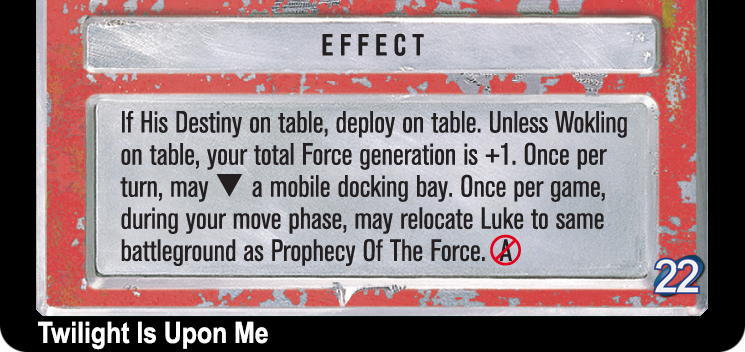 EFFECT
If His Destiny on table, deploy on table. Unless Wokling
on table, your total Force generation is +1. Once per
turn, may ▼ a mobile docking bay. Once per game,
during your move phase, may relocate Luke to same
battleground as Prophecy Of The Force. A
22
Twilight Is Upon Me